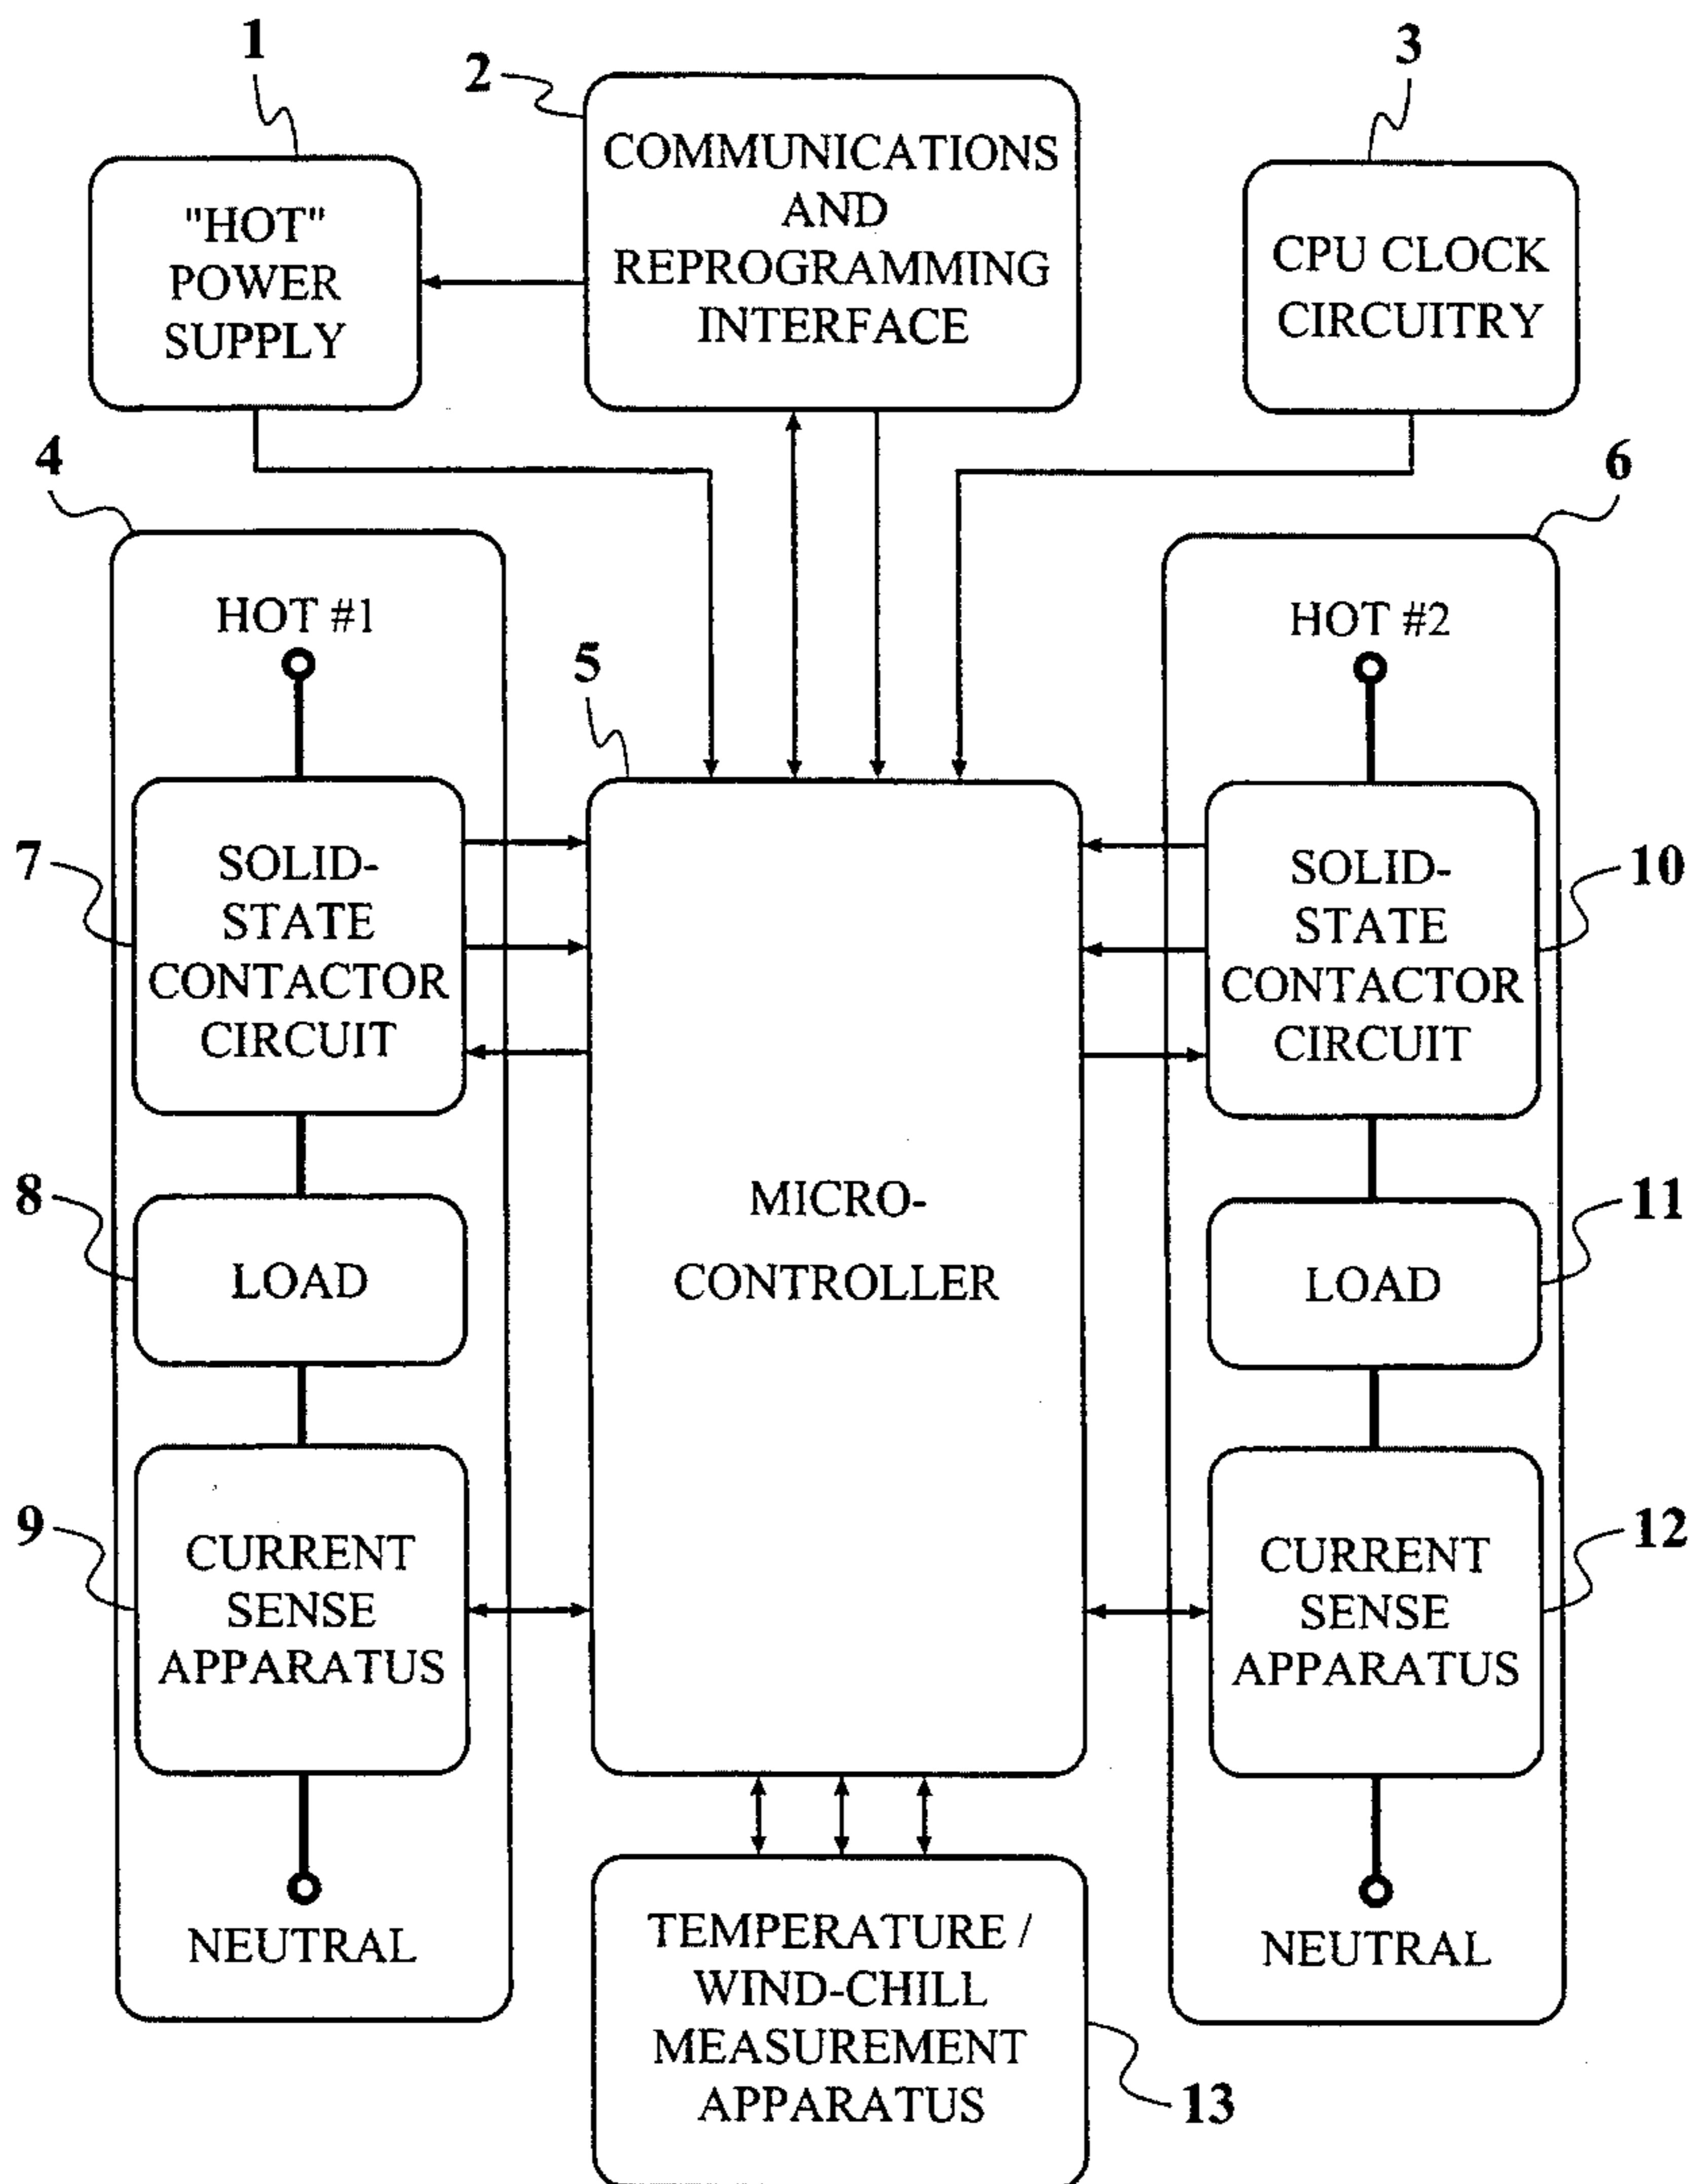 1
2
3
"HOT"
POWER
SUPPLY
COMMUNICATIONS
AND
REPROGRAMMING
INTERFACE
CPU CLOCK
CIRCUITRY
4
5
6
HOT #1
HOT #2
7
SOLID-
STATE
CONTACTOR
CIRCUIT
8
LOAD
9
CURRENT
SENSE
APPARATUS
NEUTRAL
MICRO-
CONTROLLER
SOLID-
STATE
CONTACTOR
CIRCUIT
10
LOAD
11
CURRENT
SENSE
APPARATUS
12
NEUTRAL
TEMPERATURE /
WIND-CHILL
MEASUREMENT
APPARATUS
13